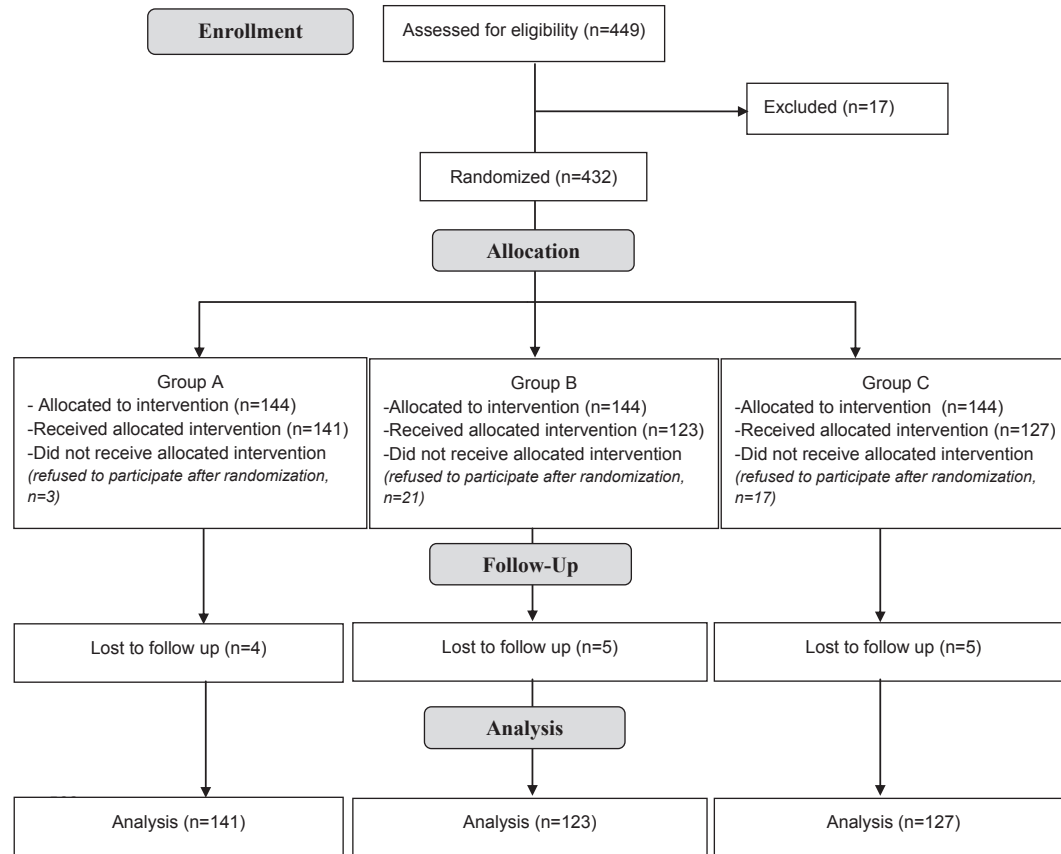 Enrollment
Assessed for eligibility (n=449)
Excluded (n=17)
Randomized (n=432)
Allocation
Group A
- Allocated to intervention (n=144)
-Received allocated intervention (n=141)
-Did not receive allocated intervention
(refused to participate after randomization,
n=3)
Group B
-Allocated to intervention (n=144)
-Received allocated intervention (n=123)
-Did not receive allocated intervention
(refused to participate after randomization,
n=21)
Group C
-Allocated to intervention (n=144)
-Received allocated intervention (n=127)
-Did not receive allocated intervention
(refused to participate after randomization,
n=17)
Follow-Up
Lost to follow up (n=4)
Lost to follow up (n=5)
Lost to follow up (n=5)
Analysis
Analysis (n=141)
Analysis (n=123)
Analysis (n=127)